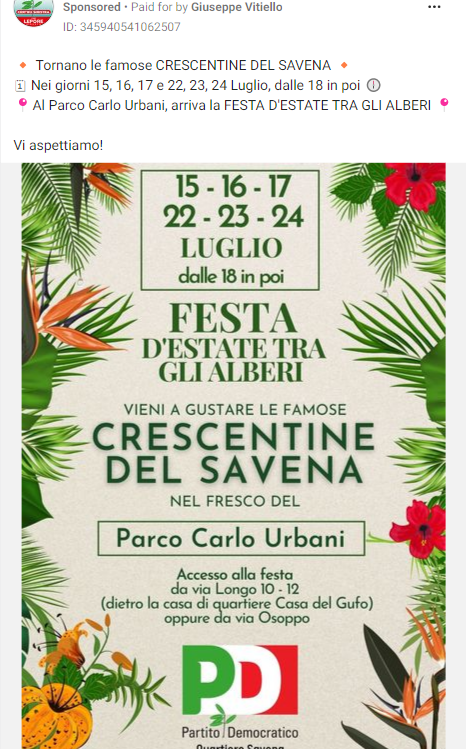 CENTRO SINISTRA
LEPORE
Sponsored • Paid for by Giuseppe Vitiello
ID: 345940541062507
Tornano le famose CRESCENTINE DEL SAVENA
Nei giorni 15, 16, 17 e 22, 23, 24 Luglio, dalle 18 in poi
Al Parco Carlo Urbani, arriva la FESTA D'ESTATE TRA GLI ALBERI
Vi aspettiamo!
15 - 16 - 17
22 - 23 - 24
LUGLIO
dalle 18 in poi
FESTA
D'ESTATE TRA
GLI ALBERI
VIENI A GUSTARE LE FAMOSE
CRESCENTINE
DEL SAVENA
NEL FRESCO DEL
Parco Carlo Urbani
Accesso alla festa
da via Longo 10 - 12
(dietro la casa di quartiere Casa del Gufo)
oppure da via Osoppo
PD
Partito Democratico
Quartiere Savena